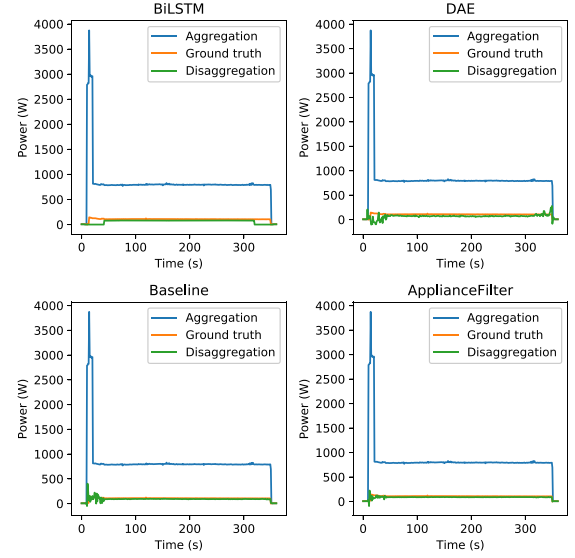 BiLSTM
Power (W)
4000
3500
3000
2500
2000
1500
1000
500
0
Aggregation
Ground truth
Disaggregation
0 100 200 300
Time (s)
DAE
Power (W)
4000
3500
3000
2500
2000
1500
1000
500
0
Aggregation
Ground truth
Disaggregation
0 100 200 300
Time (s)
Baseline
Power (W)
4000
3500
3000
2500
2000
1500
1000
500
0
Aggregation
Ground truth
Disaggregation
0 100 200 300
Time (s)
ApplianceFilter
Power (W)
4000
3500
3000
2500
2000
1500
1000
500
0
Aggregation
Ground truth
Disaggregation
0 100 200 300
Time (s)